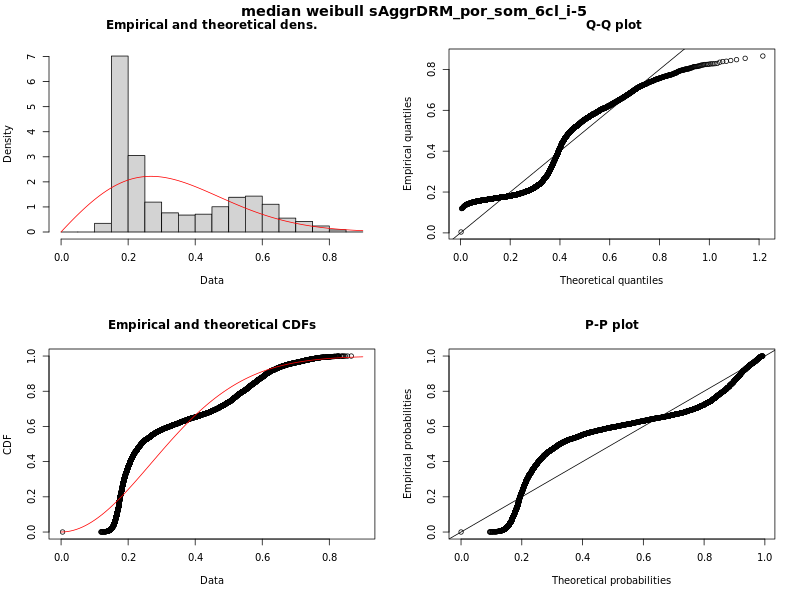 median weibull sAggrDRM_por_som_6cl_i-5
Empirical and theoretical dens.
Density
0 1 2 3 4 5 6 7
0.0 0.2 0.4 0.6 0.8
Data
Q-Q plot
Empirical quantiles
0.0 0.2 0.4 0.6 0.8
0.0 0.2 0.4 0.6 0.8 1.0 1.2
Theoretical quantiles
Empirical and theoretical CDFs
CDF
0.0 0.2 0.4 0.6 0.8 1.0
0.0 0.2 0.4 0.6 0.8
Data
P-P plot
Empirical probabilities
0.0 0.2 0.4 0.6 0.8 1.0
0.0 0.2 0.4 0.6 0.8 1.0
Theoretical probabilities